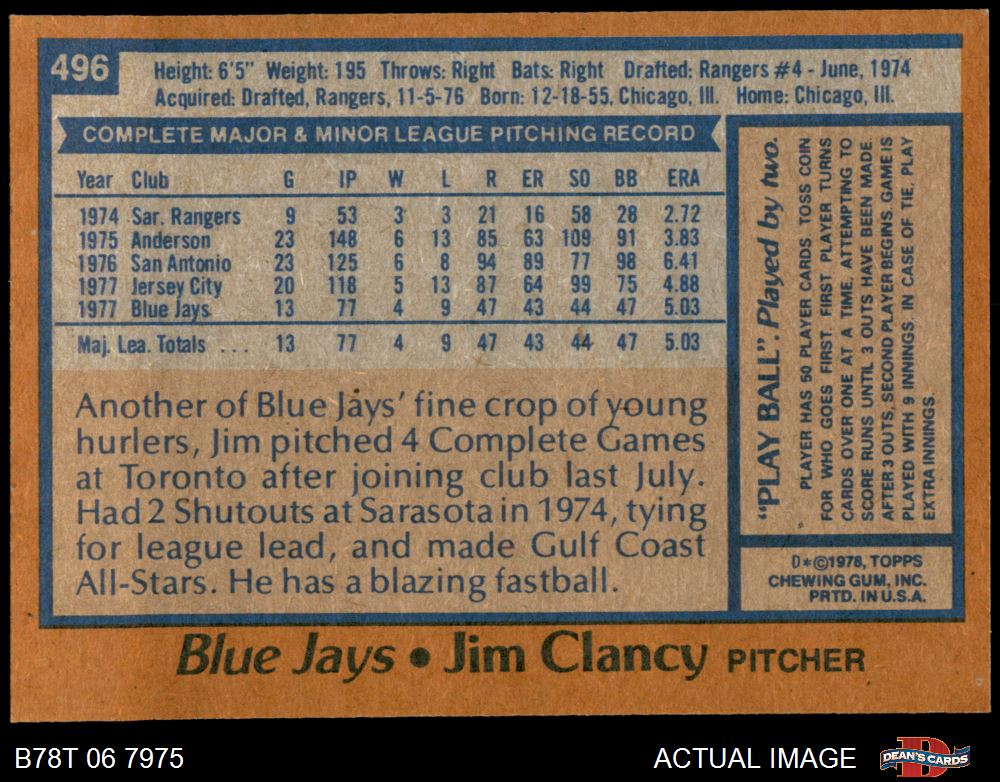 496
Height: 6'5" Weight: 195 Throws: Right Bats: Right Drafted: Rangers #4 - June, 1974
Acquired: Drafted, Rangers, 11-5-76 Born: 12-18-55, Chicago, Ill. Home: Chicago, Ill.
COMPLETE MAJOR & MINOR LEAGUE PITCHING RECORD
Year Club G IP W L R ER SO BB ERA
1974 Sar. Rangers 9 53 3 3 21 16 58 28 2.72
1975 Anderson 23 148 6 13 85 63 109 91 3.83
1976 San Antonio 23 125 6 8 94 89 77 98 6.41
1977 Jersey City 20 118 5 13 87 64 99 75 4.88
1977 Blue Jays 13 77 4 9 47 43 44 47 5.03
Maj. Lea. Totals ... 13 77 4 9 47 43 44 47 5.03
Another of Blue Jays' fine crop of young
hurlers, Jim pitched 4 Complete Games
at Toronto after joining club last July.
Had 2 Shutouts at Sarasota in 1974, tying
for league lead, and made Gulf Coast
All-Stars. He has a blazing fastball.
"PLAY BALL". Played by two.
PLAYER HAS 50 PLAYER CARDS TOSS COIN
FOR WHO GOES FIRST. FIRST PLAYER TURNS
CARDS OVER ONE AT A TIME, ATTEMPTING TO
SCORE RUNS UNTIL 3 OUTS HAVE BEEN MADE.
AFTER 3 OUTS, SECOND PLAYER BEGINS. GAME IS
PLAYED WITH 9 INNINGS. IN CASE OF TIE, PLAY
EXTRA INNINGS.
D*©1978, TOPPS
CHEWING GUM, INC.
PRTD. IN U.S.A.
Blue Jays • Jim Clancy PITCHER
B78T 06 7975
ACTUAL IMAGE
DEAN'S CARDS